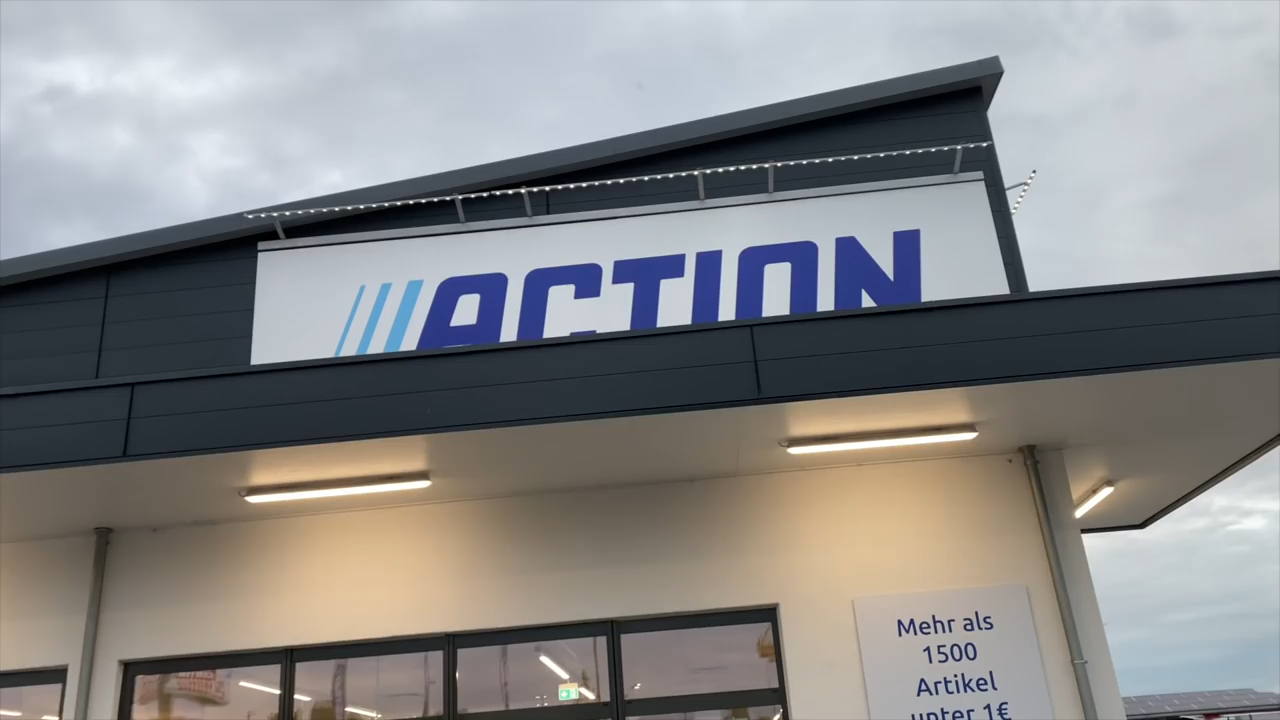 ACTION
Mehr als
1500
Artikel
unter 1€